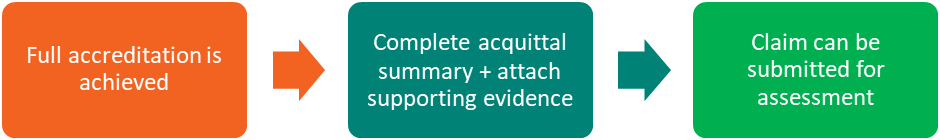 Full accreditation is
achieved
Complete acquittal
summary + attach
supporting evidence
Claim can be
submitted for
assessment